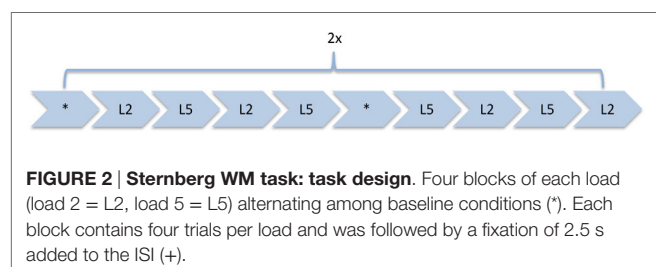 2x
* L2 L5 L2 L5 * L5 L2 L5 L2
FIGURE 2 | Sternberg WM task: task design. Four blocks of each load
(load 2 = L2, load 5 = L5) alternating among baseline conditions (*). Each
block contains four trials per load and was followed by a fixation of 2.5 s
added to the ISI (+).